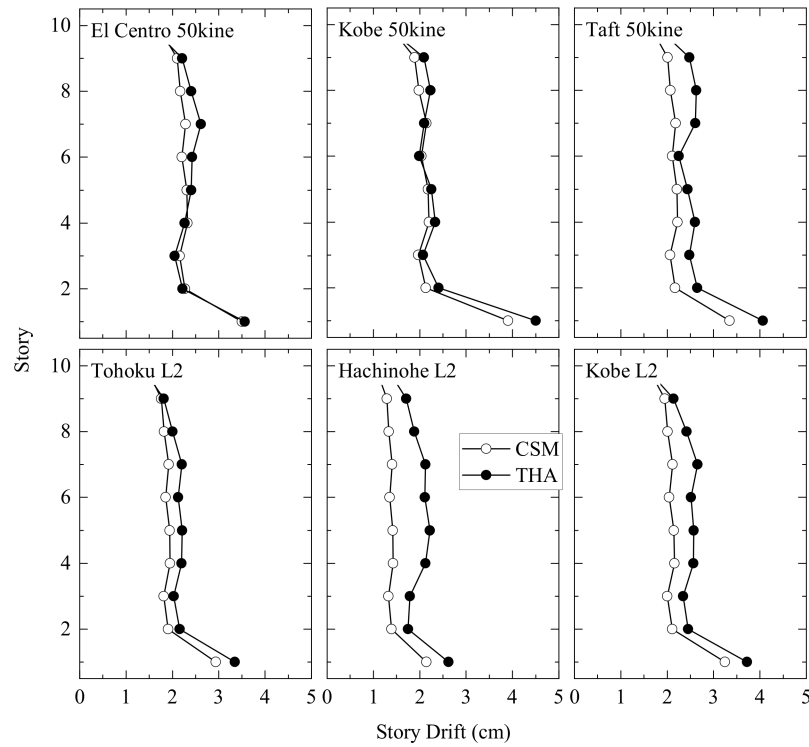 El Centro 50kine
Kobe 50kine
Taft 50kine
10
8
6
4
2
Story
Tohoku L2
Hachinohe L2
Kobe L2
10
8
6
4
2
CSM
THA
0 1 2 3 4 5
0 1 2 3 4 5
0 1 2 3 4 5
Story Drift (cm)